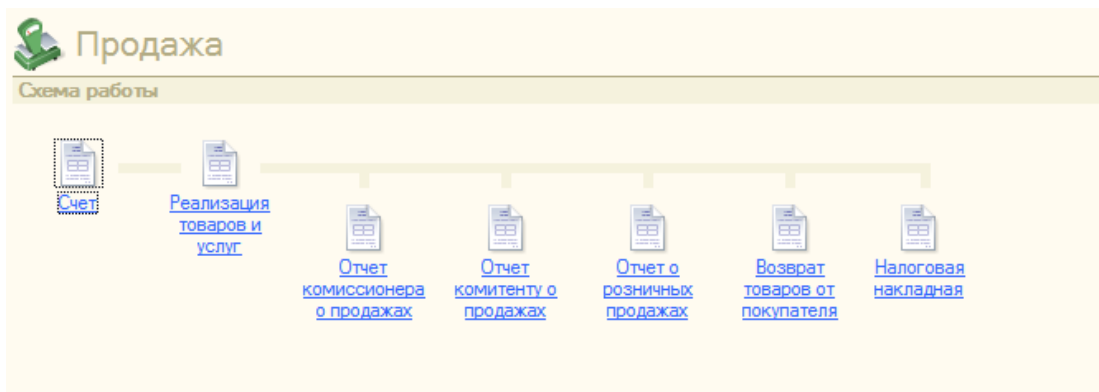 Продажа
Схема работы
Счет
Реализация
товаров и
услуг
Отчет
комиссионера
о продажах
Отчет
комитенту о
продажах
Отчет о
розничных
продажах
Возврат
товаров от
покупателя
Налоговая
накладная